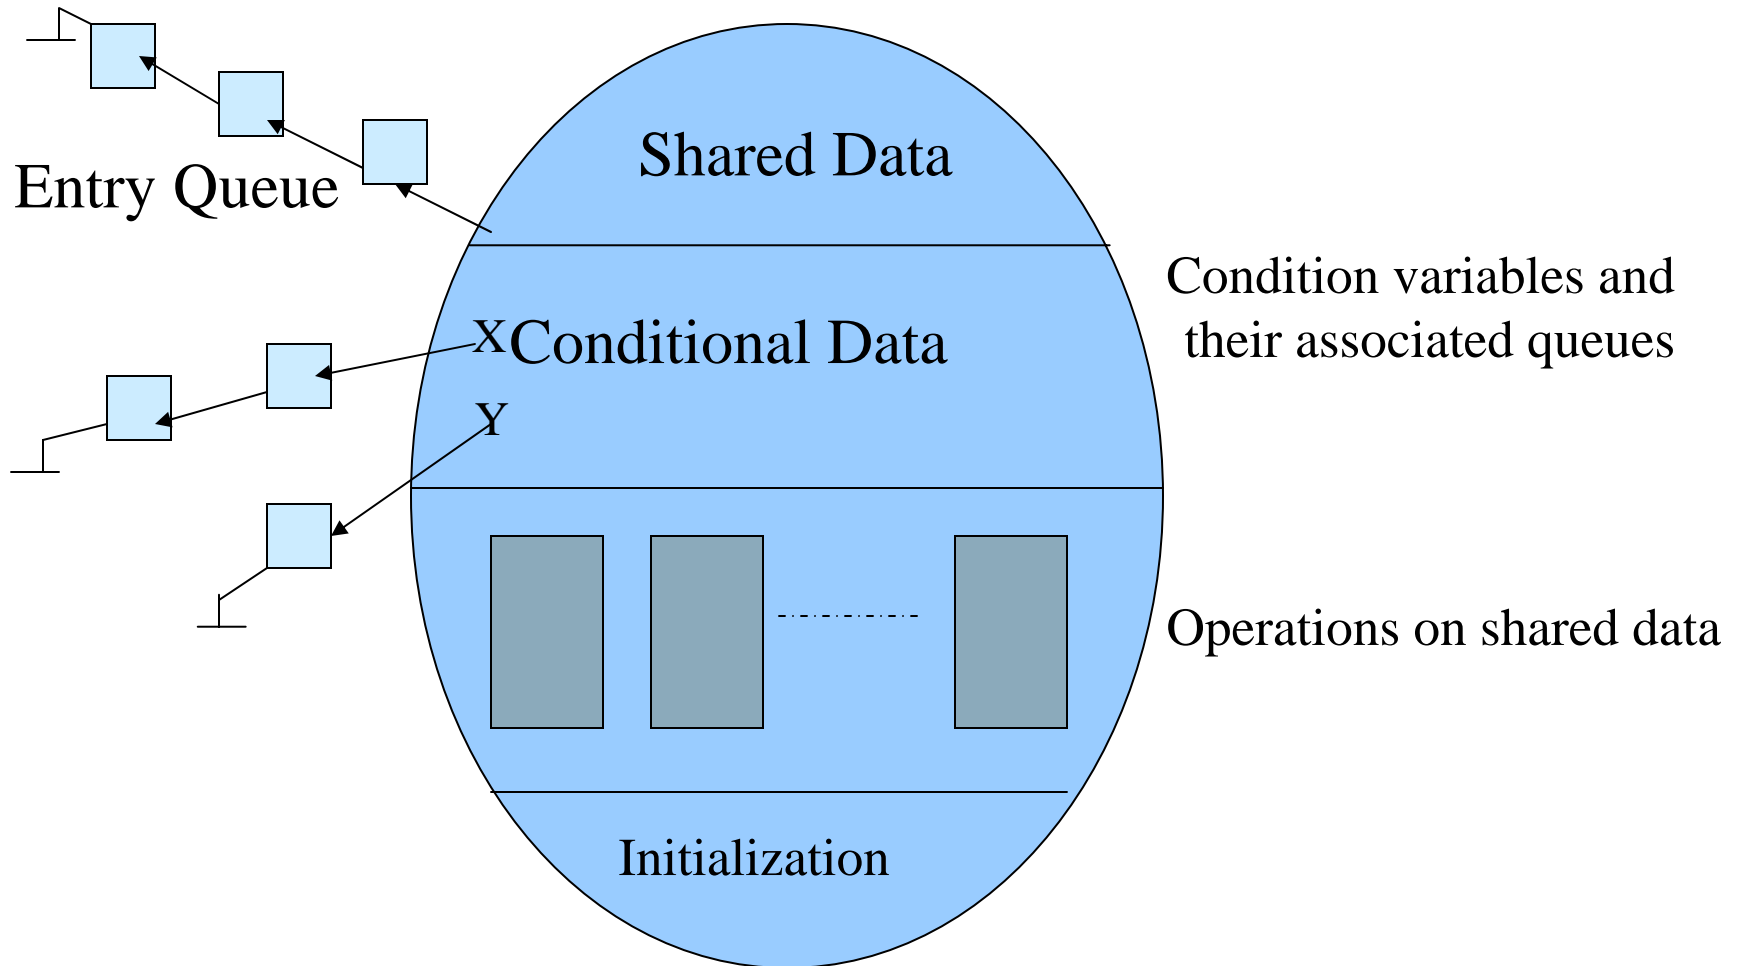 Shared Data
Entry Queue
Condition variables and
their associated queues
X
Conditional Data
Y
Operations on shared data
Initialization